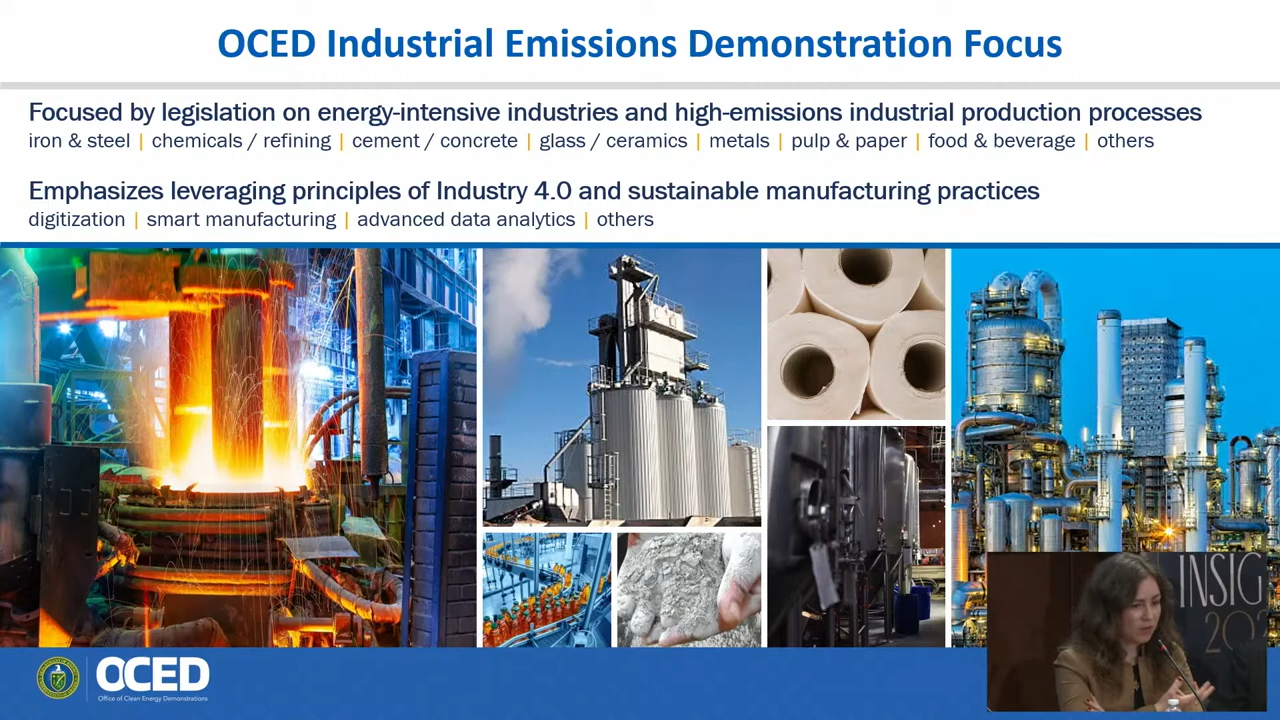 OCED Industrial Emissions Demonstration Focus
Focused by legislation on energy-intensive industries and high-emissions industrial production processes
iron & steel | chemicals / refining | cement / concrete | glass / ceramics | metals | pulp & paper | food & beverage | others
Emphasizes leveraging principles of Industry 4.0 and sustainable manufacturing practices
digitization | smart manufacturing | advanced data analytics | others
OCED
Office of Clean Energy Demonstrations
INSIG
202